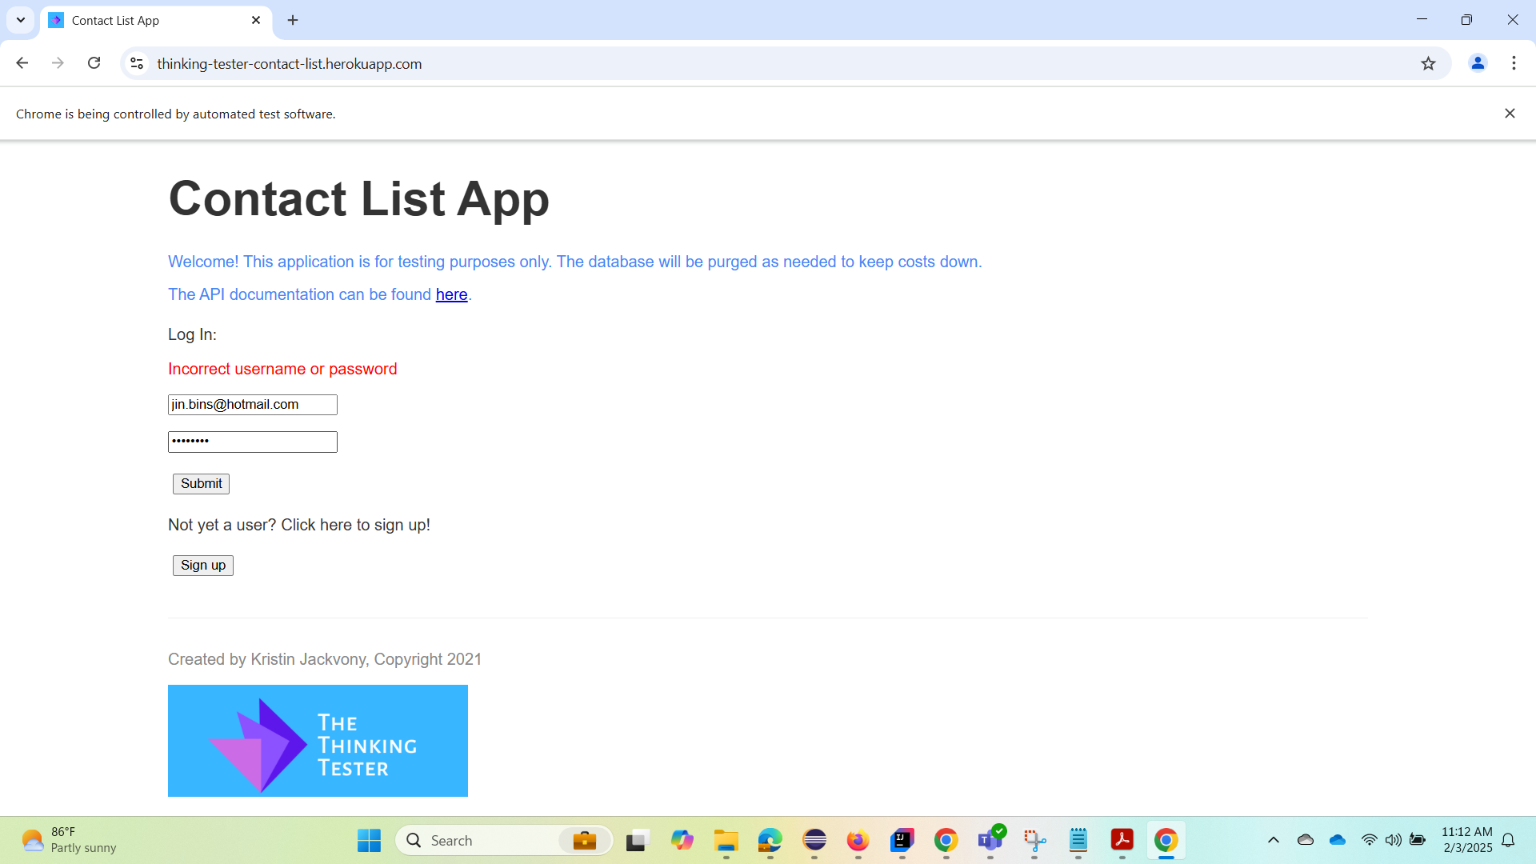 Contact List App
thinking-tester-contact-list.herokuapp.com
Chrome is being controlled by automated test software.
Contact List App
Welcome! This application is for testing purposes only. The database will be purged as needed to keep costs down.
The API documentation can be found here.
Log In:
Incorrect username or password
jin.bins@hotmail.com
••••••••
Submit
Not yet a user? Click here to sign up!
Sign up
Created by Kristin Jackvony, Copyright 2021
THE
THINKING
TESTER
86°F
Partly sunny
Search
11:12 AM
2/3/2025